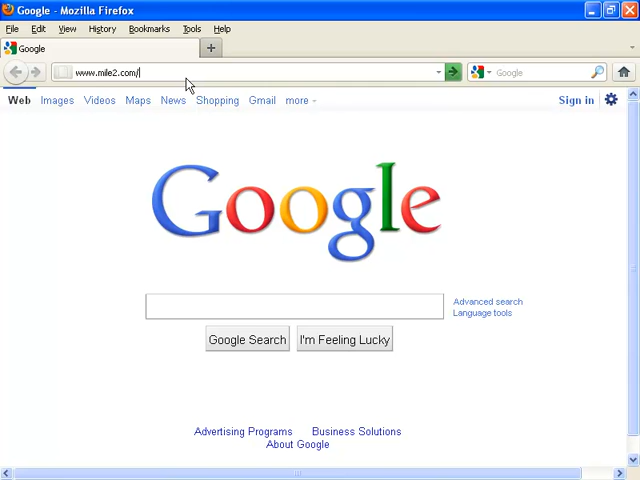 Google - Mozilla Firefox
File Edit View History Bookmarks Tools Help
Google
www.mile2.com/
Google
Web Images Videos Maps News Shopping Gmail more
Sign in
Google
Advanced search
Language tools
Google Search I'm Feeling Lucky
Advertising Programs Business Solutions
About Google